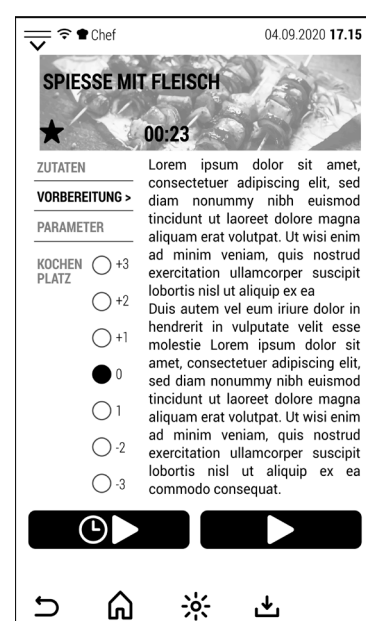 Chef 04.09.2020 17.15
SPIESSE MIT FLEISCH
00:23
ZUTATEN
VORBEREITUNG >
PARAMETER
KOCHEN
PLATZ
+3
+2
+1
0
1
-2
-3
Lorem ipsum dolor sit amet,
consectetuer adipiscing elit, sed
diam nonummy nibh euismod
tincidunt ut laoreet dolore magna
aliquam erat volutpat. Ut wisi enim
ad minim veniam, quis nostrud
exercitation ullamcorper suscipit
lobortis nisl ut aliquip ex ea
Duis autem vel eum iriure dolor in
hendrerit in vulputate velit esse
molestie Lorem ipsum dolor sit
amet, consectetuer adipiscing elit,
sed diam nonummy nibh euismod
tincidunt ut laoreet dolore magna
aliquam erat volutpat. Ut wisi enim
ad minim veniam, quis nostrud
exercitation ullamcorper suscipit
lobortis nisl ut aliquip ex ea
commodo consequat.